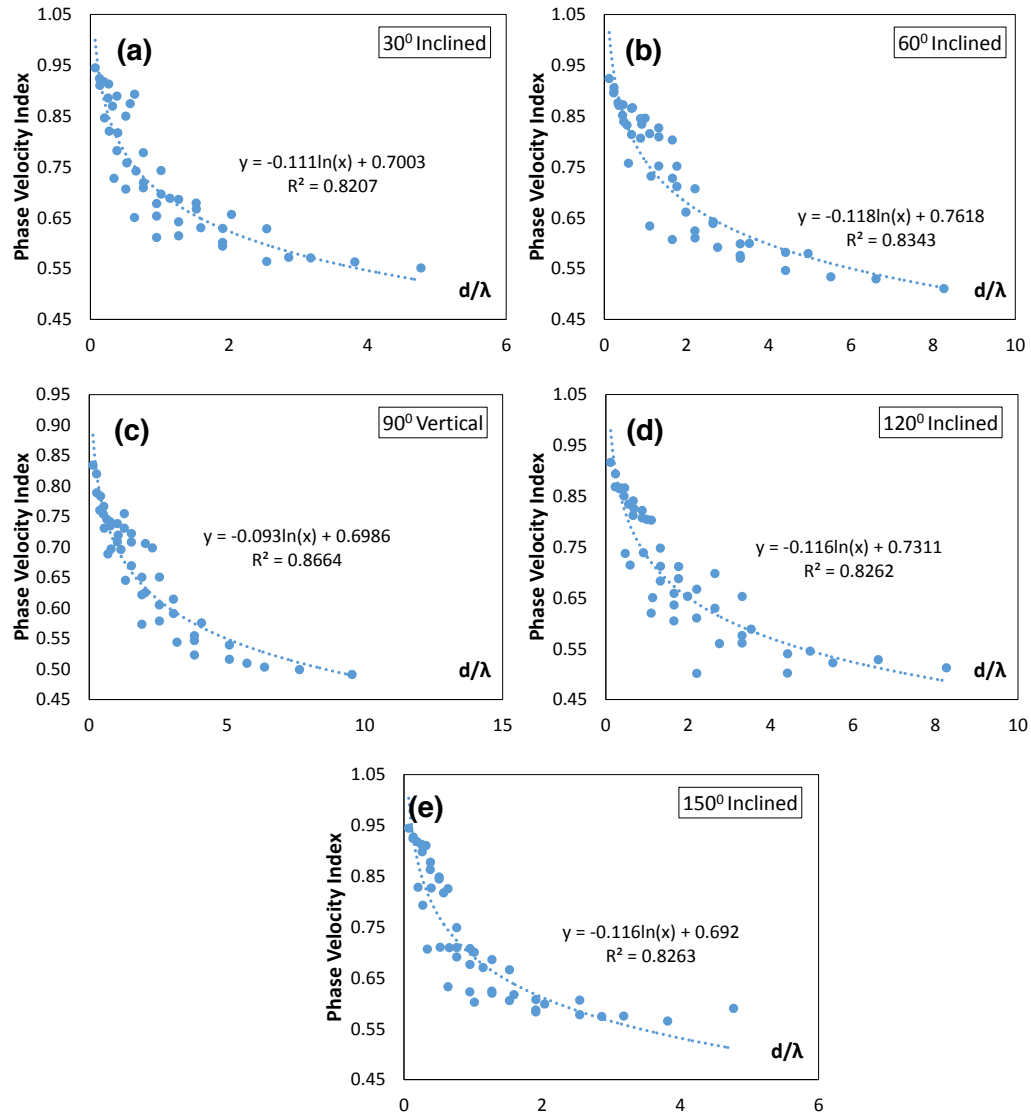 (a)
30⁰ Inclined
Phase Velocity Index
1.05
0.95
0.85
0.75
0.65
0.55
0.45
y = -0.111ln(x) + 0.7003
R² = 0.8207
d/λ
0 2 4 6
(b)
60⁰ Inclined
Phase Velocity Index
1.05
0.95
0.85
0.75
0.65
0.55
0.45
y = -0.118ln(x) + 0.7618
R² = 0.8343
d/λ
0 2 4 6 8 10
(c)
90⁰ Vertical
Phase Velocity Index
0.95
0.90
0.85
0.80
0.75
0.70
0.65
0.60
0.55
0.50
0.45
y = -0.093ln(x) + 0.6986
R² = 0.8664
d/λ
0 5 10 15
(d)
120⁰ Inclined
Phase Velocity Index
1.05
0.95
0.85
0.75
0.65
0.55
0.45
y = -0.116ln(x) + 0.7311
R² = 0.8262
d/λ
0 2 4 6 8 10
(e)
150⁰ Inclined
Phase Velocity Index
1.05
0.95
0.85
0.75
0.65
0.55
0.45
y = -0.116ln(x) + 0.692
R² = 0.8263
d/λ
0 2 4 6